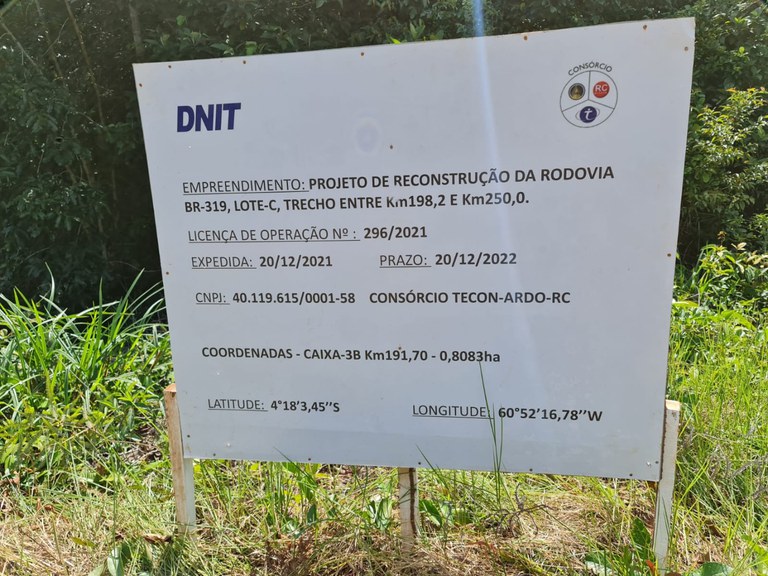 CONSÓRCIO
RC
t
DNIT
EMPREENDIMENTO: PROJETO DE RECONSTRUÇÃO DA RODOVIA
BR-319, LOTE-C, TRECHO ENTRE Km198,2 E Km250,0.
LICENÇA DE OPERAÇÃO Nº : 296/2021
EXPEDIDA: 20/12/2021 PRAZO: 20/12/2022
CNPJ: 40.119.615/0001-58 CONSÓRCIO TECON-ARDO-RC
COORDENADAS - CAIXA-3B Km191,70 - 0,8083ha
LATITUDE: 4°18’3,45’’S LONGITUDE: 60°52’16,78’’W